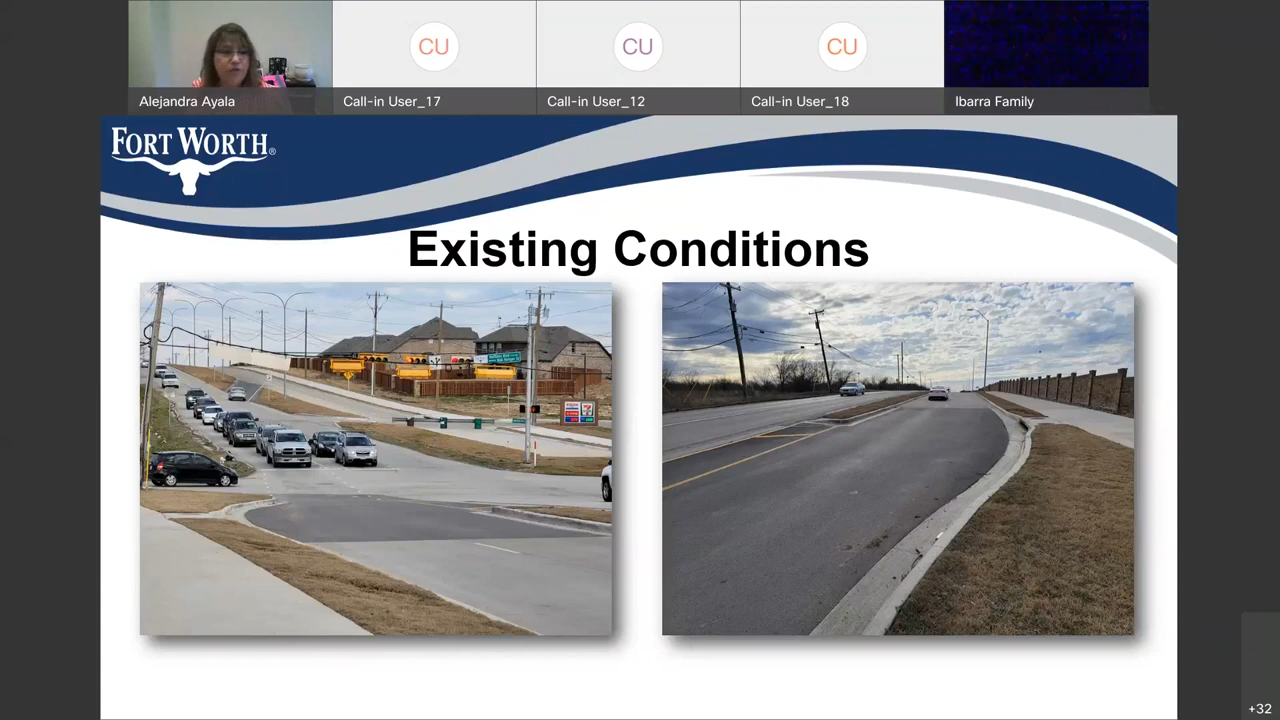 CU
CU
CU
Alejandra Ayala
Call-in User_17
Call-in User_12
Call-in User_18
Ibarra Family
FORT WORTH®
Existing Conditions
+32